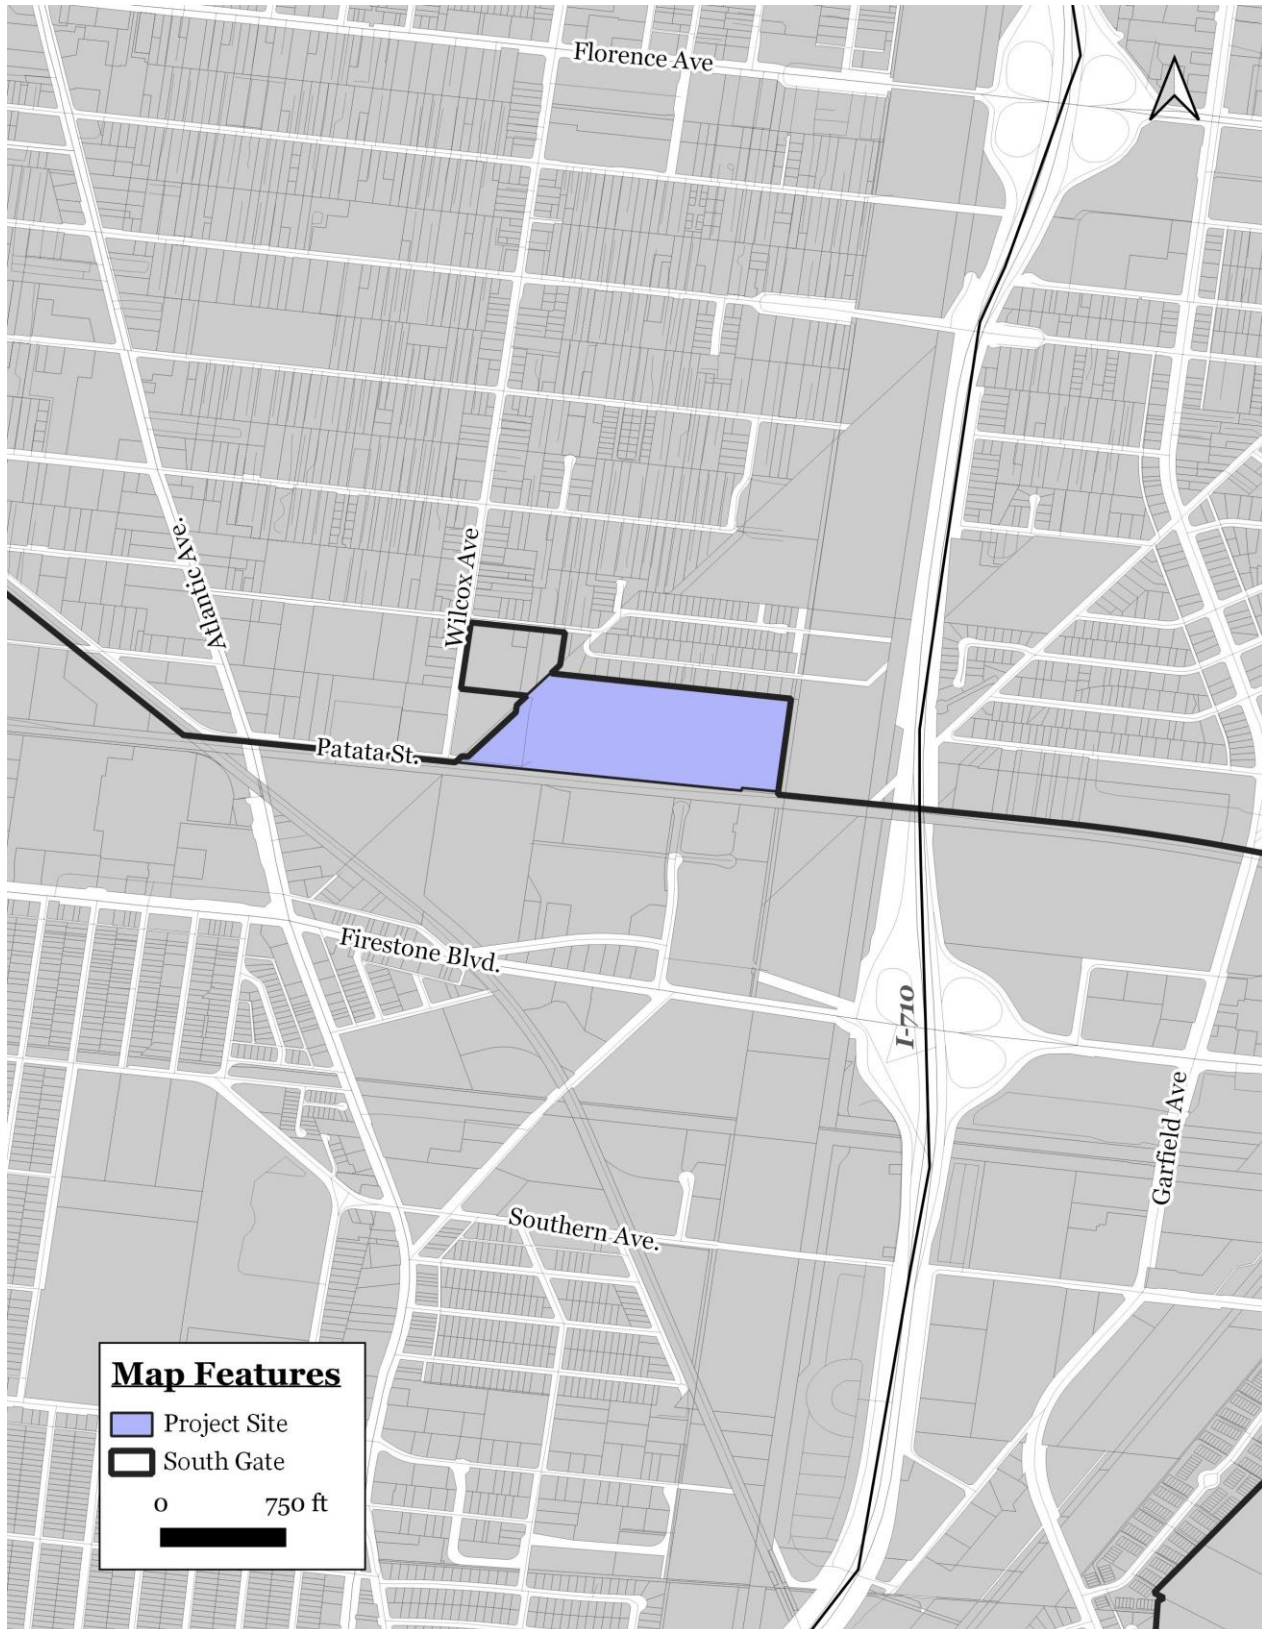 Florence Ave
Atlantic Ave.
Wilcox Ave
Patata St.
Firestone Blvd.
I-710
Garfield Ave
Southern Ave.
Map Features
Project Site
South Gate
0 750 ft